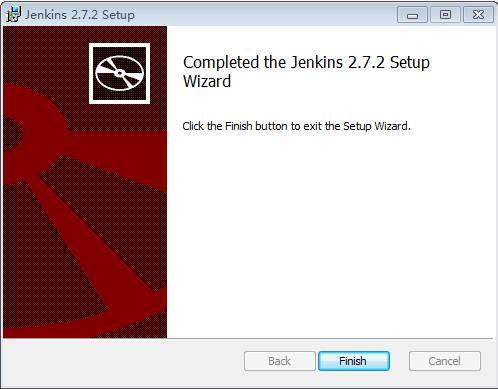 Jenkins 2.7.2 Setup
Completed the Jenkins 2.7.2 Setup
Wizard
Click the Finish button to exit the Setup Wizard.
Back Finish Cancel